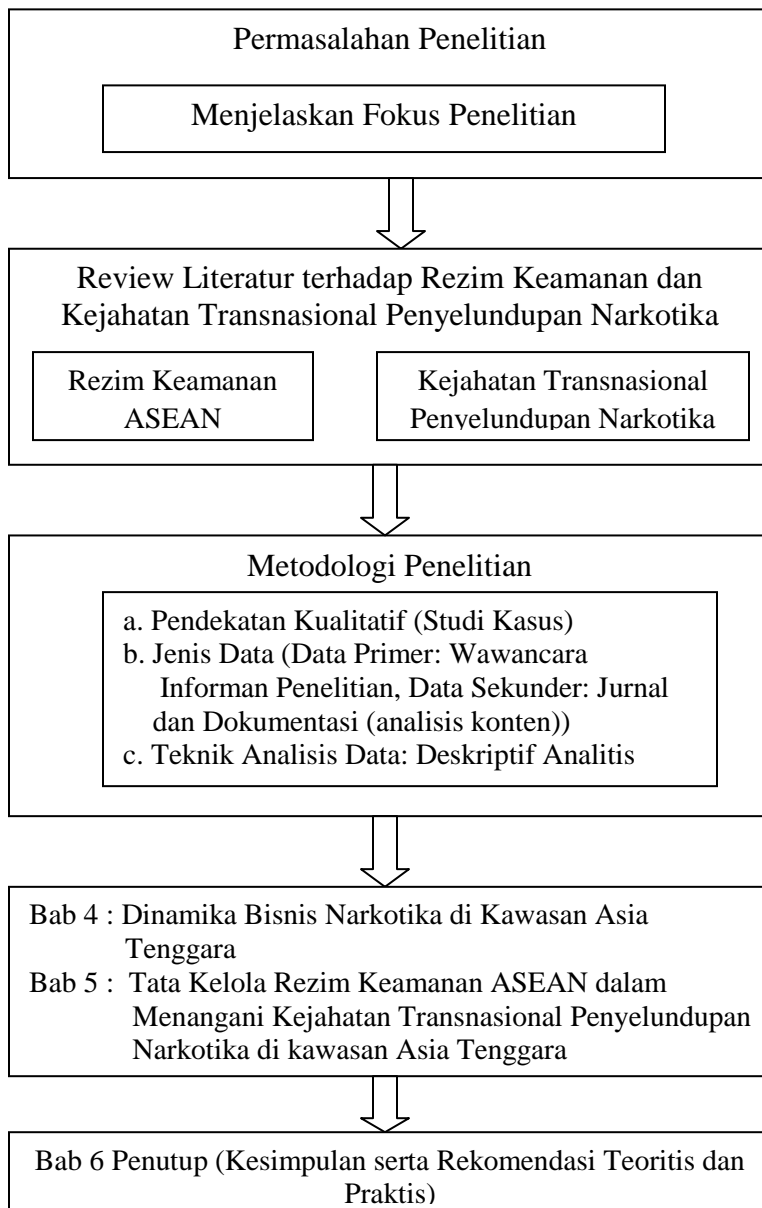 Permasalahan Penelitian
Menjelaskan Fokus Penelitian
Review Literatur terhadap Rezim Keamanan dan
Kejahatan Transnasional Penyelundupan Narkotika
Rezim Keamanan
ASEAN
Kejahatan Transnasional
Penyelundupan Narkotika
Metodologi Penelitian
a. Pendekatan Kualitatif (Studi Kasus)
b. Jenis Data (Data Primer: Wawancara
Informan Penelitian, Data Sekunder: Jurnal
dan Dokumentasi (analisis konten))
c. Teknik Analisis Data: Deskriptif Analitis
Bab 4 : Dinamika Bisnis Narkotika di Kawasan Asia
Tenggara
Bab 5 : Tata Kelola Rezim Keamanan ASEAN dalam
Menangani Kejahatan Transnasional Penyelundupan
Narkotika di kawasan Asia Tenggara
Bab 6 Penutup (Kesimpulan serta Rekomendasi Teoritis dan
Praktis)